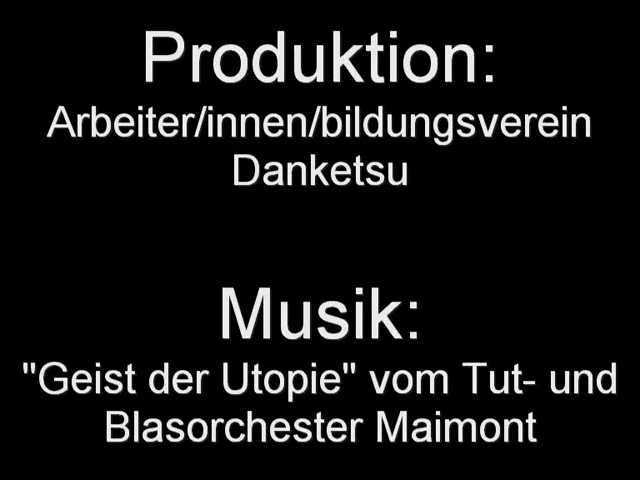 Produktion:
Arbeiter/innen/bildungsverein
Danketsu
Musik:
"Geist der Utopie" vom Tut- und
Blasorchester Maimont